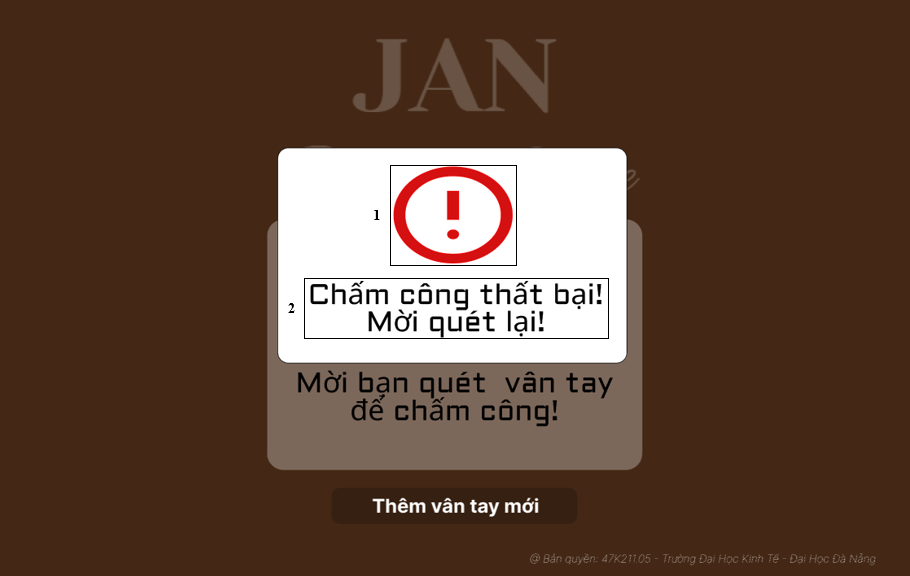 JAN
1
!
2
Chấm công thất bại!
Mời quét lại!
Mời bạn quét vân tay
để chấm công!
Thêm vân tay mới
@ Bản quyền: 47K211.05 - Trường Đại Học Kinh Tế - Đại Học Đà Nẵng